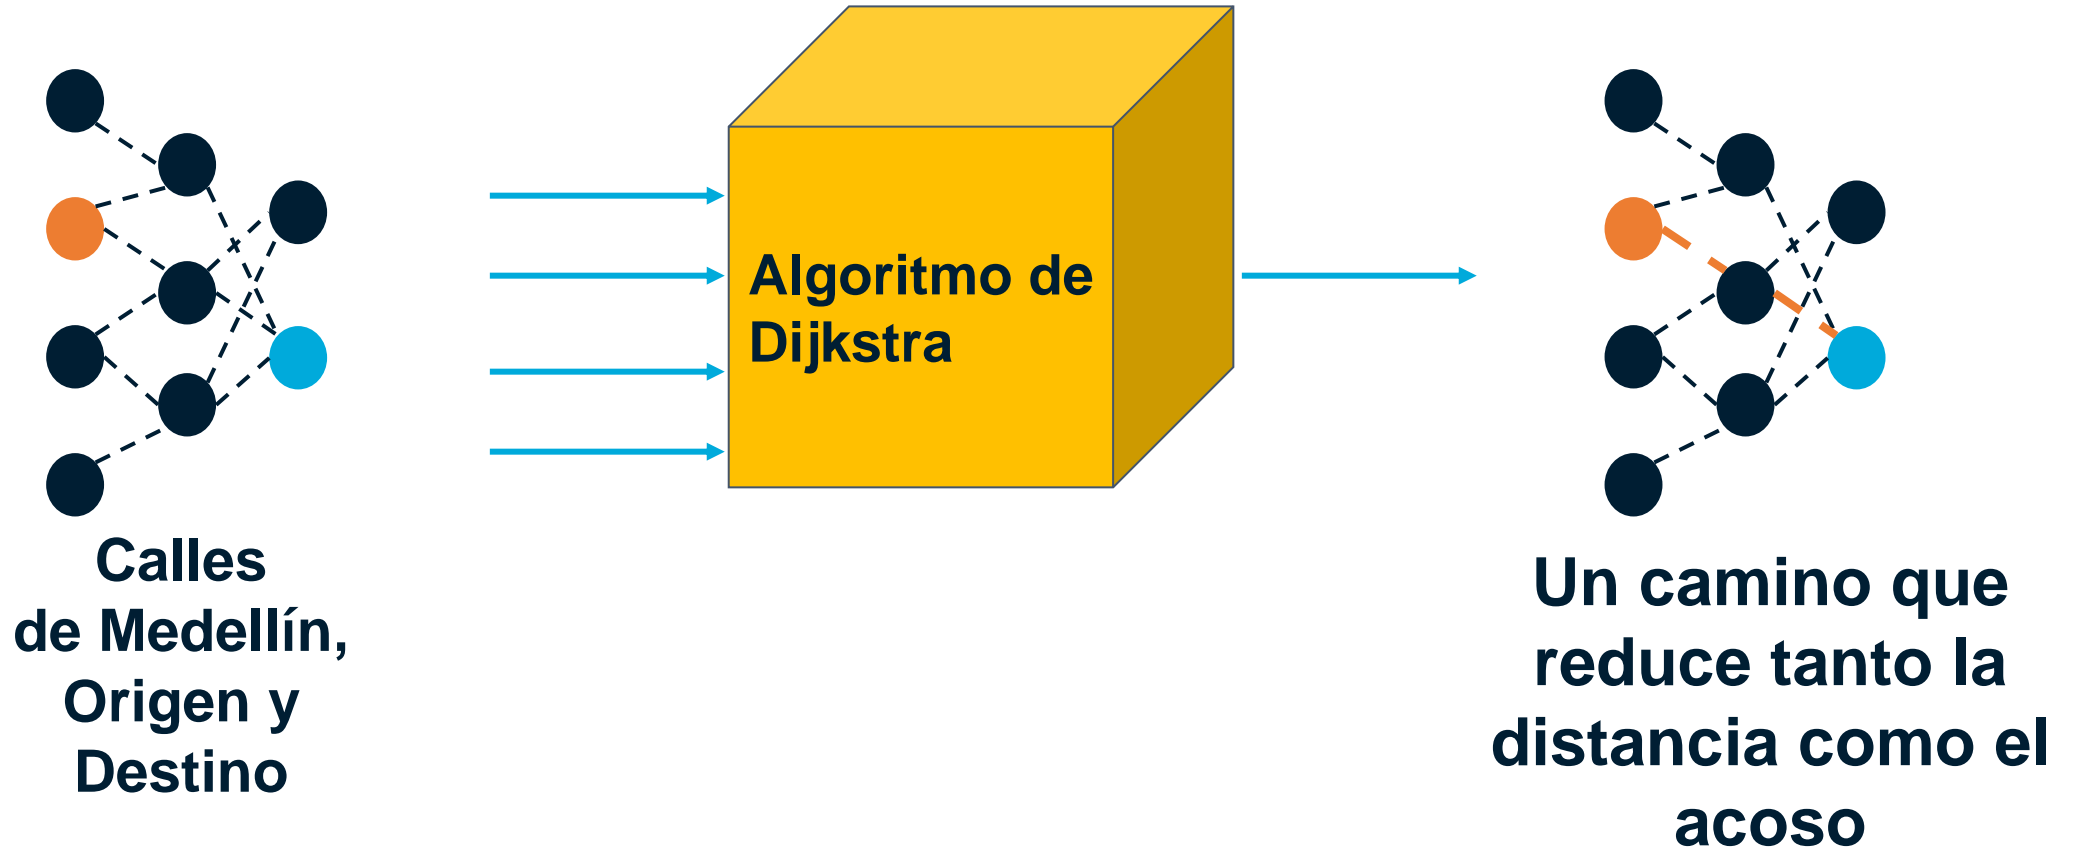 Algoritmo de
Dijkstra
Calles
de Medellín,
Origen y
Destino
Un camino que
reduce tanto la
distancia como el
acoso